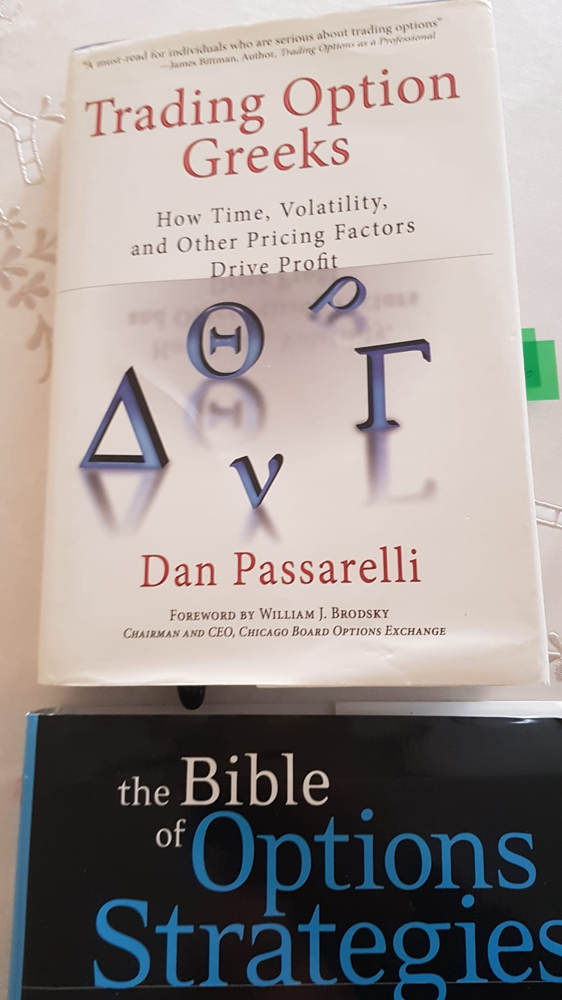 "A must-read for individuals who are serious about trading options"
—James Bittman, Author, Trading Options as a Professional
Trading Option
Greeks
How Time, Volatility,
and Other Pricing Factors
Drive Profit
Θ
ρ
Γ
Δ
ν
Dan Passarelli
FOREWORD BY WILLIAM J. BRODSKY
CHAIRMAN AND CEO, CHICAGO BOARD OPTIONS EXCHANGE
the Bible
of Options
Strategies